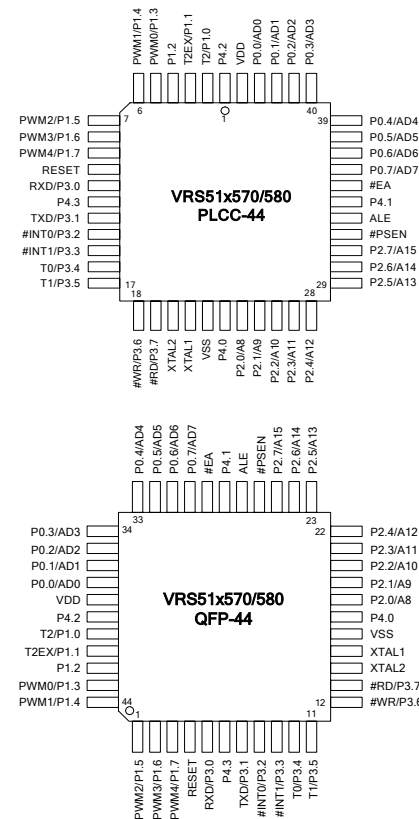 PWM1/P1.4
PWM0/P1.3
P1.2
T2EX/P1.1
T2/P1.0
P4.2
VDD
P0.0/AD0
P0.1/AD1
P0.2/AD2
P0.3/AD3
6
1
40
7
39
PWM2/P1.5
PWM3/P1.6
PWM4/P1.7
RESET
RXD/P3.0
P4.3
TXD/P3.1
#INT0/P3.2
#INT1/P3.3
T0/P3.4
T1/P3.5
VRS51x570/580
PLCC-44
P0.4/AD4
P0.5/AD5
P0.6/AD6
P0.7/AD7
#EA
P4.1
ALE
#PSEN
P2.7/A15
P2.6/A14
P2.5/A13
17
29
18
28
#WR/P3.6
#RD/P3.7
XTAL2
XTAL1
VSS
P4.0
P2.0/A8
P2.1/A9
P2.2/A10
P2.3/A11
P2.4/A12
P0.4/AD4
P0.5/AD5
P0.6/AD6
P0.7/AD7
#EA
P4.1
ALE
#PSEN
P2.7/A15
P2.6/A14
P2.5/A13
33
23
34
22
P0.3/AD3
P0.2/AD2
P0.1/AD1
P0.0/AD0
VDD
P4.2
T2/P1.0
T2EX/P1.1
P1.2
PWM0/P1.3
PWM1/P1.4
VRS51x570/580
QFP-44
P2.4/A12
P2.3/A11
P2.2/A10
P2.1/A9
P2.0/A8
P4.0
VSS
XTAL1
XTAL2
#RD/P3.7
#WR/P3.6
44
12
1
11
PWM2/P1.5
PWM3/P1.6
PWM4/P1.7
RESET
RXD/P3.0
P4.3
TXD/P3.1
#INT0/P3.2
#INT1/P3.3
T0/P3.4
T1/P3.5